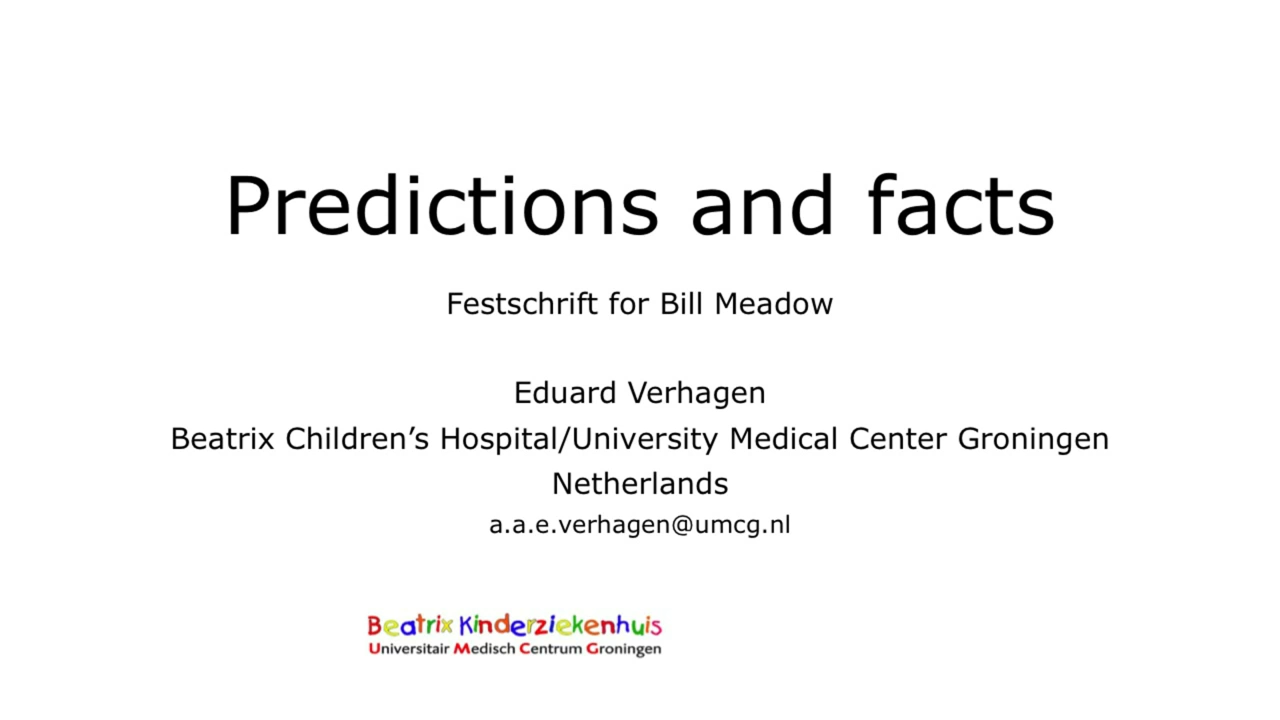 Predictions and facts
Festschrift for Bill Meadow
Eduard Verhagen
Beatrix Children’s Hospital/University Medical Center Groningen
Netherlands
a.a.e.verhagen@umcg.nl
Beatrix Kinderziekenhuis
Universitair Medisch Centrum Groningen